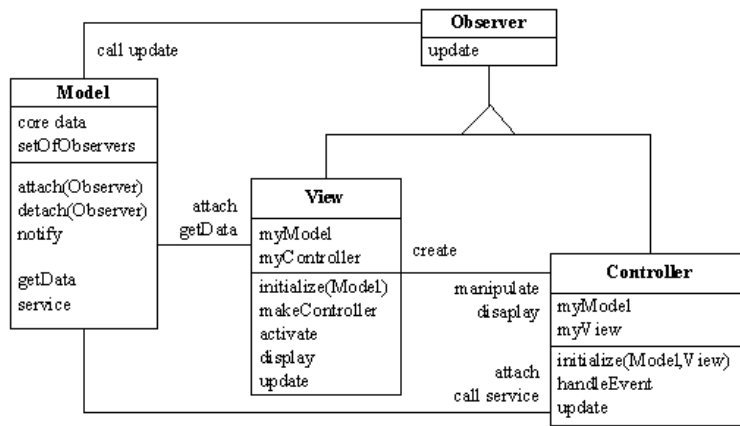 Observer
update
call update
Model
core data
setOfObservers
attach(Observer)
detach(Observer)
notify
getData
service
attach
getData
View
myModel
myController
initialize(Model)
makeController
activate
display
update
create
manipulate
disaplay
attach
call service
Controller
myModel
myView
initialize(Model,View)
handleEvent
update